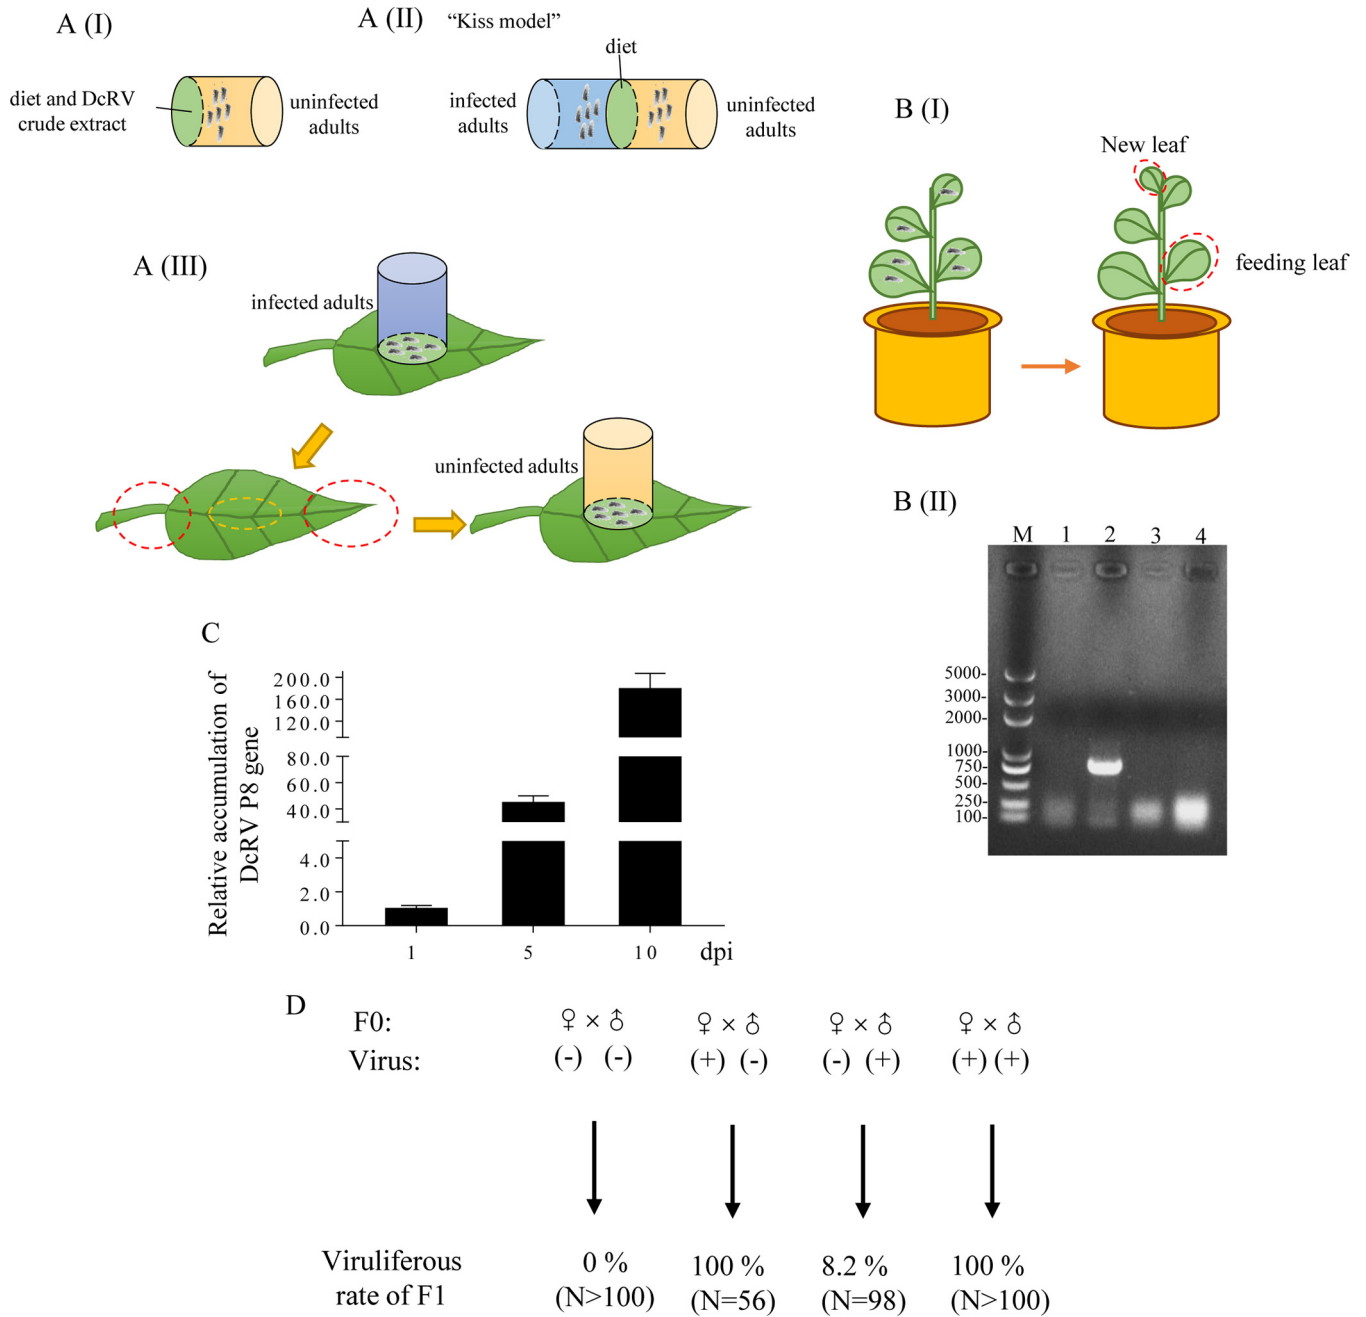 A (I)
diet and DcRV
crude extract
uninfected
adults
A (II)
“Kiss model”
diet
infected
adults
uninfected
adults
A (III)
infected adults
uninfected adults
B (I)
New leaf
feeding leaf
B (II)
M 1 2 3 4
5000-
3000-
2000-
1000-
750-
500-
250-
100-
C
Relative accumulation of
DcRV P8 gene
200.0
160.0
120.0
80.0
60.0
40.0
4.0
2.0
0.0
1 5 10 dpi
D
F0: ♀ × ♂ ♀ × ♂ ♀ × ♂ ♀ × ♂
Virus: (-) (-) (+) (-) (-) (+) (+) (+)
Viruliferous
rate of F1
0 % 100 % 8.2 % 100 %
(N>100) (N=56) (N=98) (N>100)